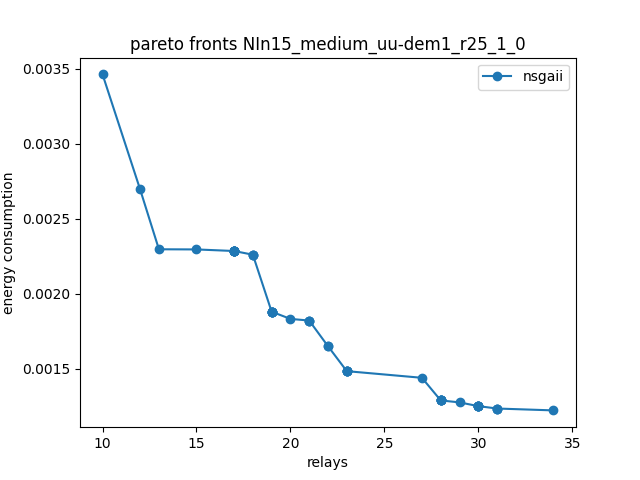 pareto fronts NIn15_medium_uu-dem1_r25_1_0
nsgaii
0.0035
0.0030
0.0025
0.0020
0.0015
energy consumption
10
15
20
25
30
35
relays